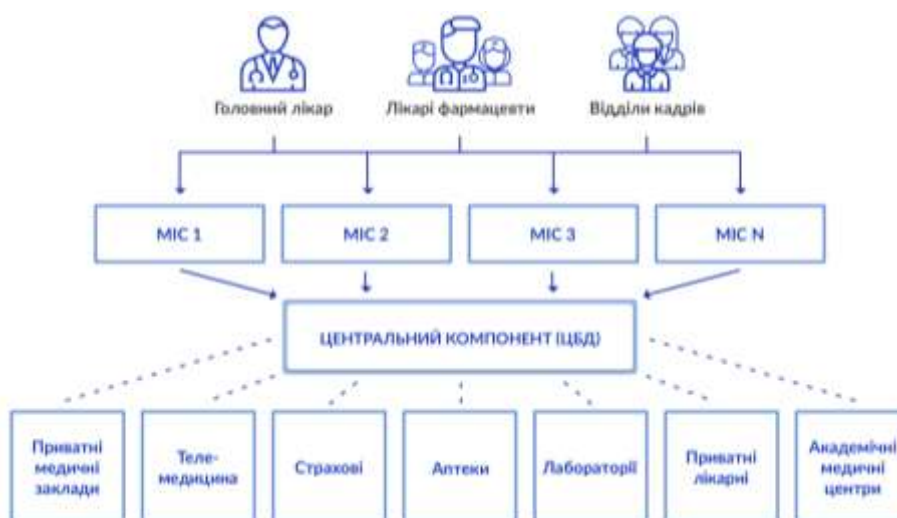 Головний лікар
Лікарі фармацевти
Відділи кадрів
МІС 1
МІС 2
МІС 3
МІС N
ЦЕНТРАЛЬНИЙ КОМПОНЕНТ (ЦБД)
Приватні
медичні
заклади
Теле-
медицина
Страхові
Аптеки
Лабораторії
Приватні
лікарні
Академічні
медичні
центри